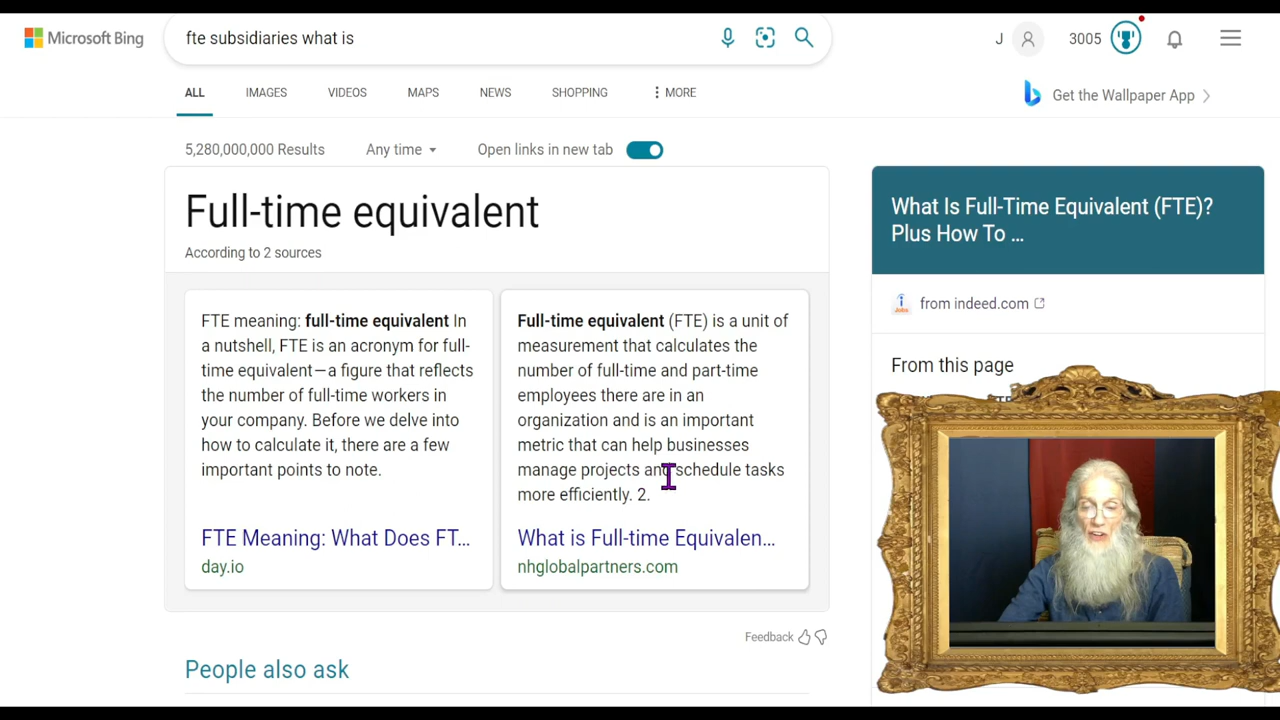 Microsoft Bing
fte subsidiaries what is
J
3005
ALL
IMAGES
VIDEOS
MAPS
NEWS
SHOPPING
MORE
Get the Wallpaper App
5,280,000,000 Results
Any time
Open links in new tab
Full-time equivalent
According to 2 sources
FTE meaning: full-time equivalent In
a nutshell, FTE is an acronym for full-
time equivalent—a figure that reflects
the number of full-time workers in
your company. Before we delve into
how to calculate it, there are a few
important points to note.
FTE Meaning: What Does FT...
day.io
Full-time equivalent (FTE) is a unit of
measurement that calculates the
number of full-time and part-time
employees there are in an
organization and is an important
metric that can help businesses
manage projects and schedule tasks
more efficiently. 2.
What is Full-time Equivalen...
nhglobalpartners.com
Feedback
People also ask
What Is Full-Time Equivalent (FTE)?
Plus How To ...
Jobs
from indeed.com
From this page